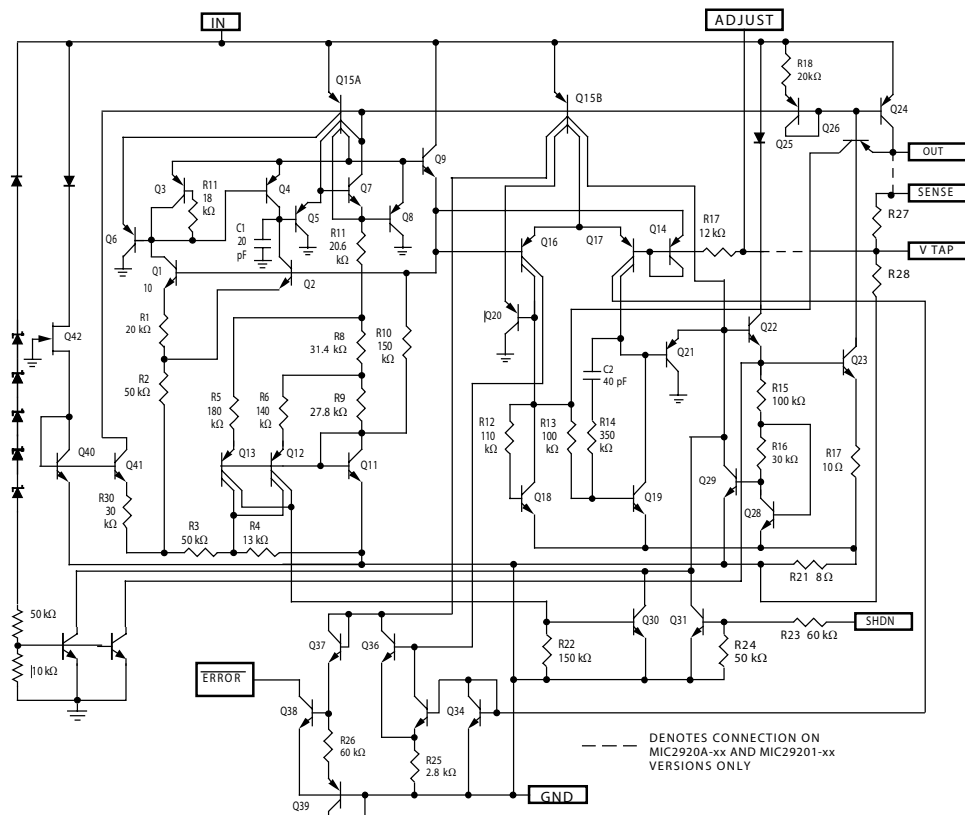 IN
ADJUST
R18
20kΩ
Q15A
Q15B
Q24
Q26
Q25
OUT
Q9
Q3
R11
18
kΩ
Q4
Q7
SENSE
Q5
Q8
R27
C1
20
pF
R11
20.6
kΩ
Q6
Q16
Q17
Q14
R17
12 kΩ
V TAP
Q1
10
Q2
R28
R1
20 kΩ
Q20
Q42
R8
31.4 kΩ
R10
150
kΩ
Q22
Q21
Q23
R2
50 kΩ
C2
40 pF
R5
180
kΩ
R6
140
kΩ
R9
27.8 kΩ
R15
100 kΩ
R12
110
kΩ
R13
100
kΩ
R14
350
kΩ
R16
30 kΩ
R17
10 Ω
Q40
Q41
Q13
Q12
Q11
Q29
Q18
Q19
Q28
R30
30
kΩ
R3
50 kΩ
R4
13 kΩ
R21 8 Ω
50 kΩ
10 kΩ
Q37
Q36
R22
150 kΩ
Q30
Q31
R24
50 kΩ
R23 60 kΩ
SHDN
ERROR
Q38
Q34
R26
60 kΩ
R25
2.8 kΩ
DENOTES CONNECTION ON
MIC2920A-xx AND MIC29201-xx
VERSIONS ONLY
Q39
GND